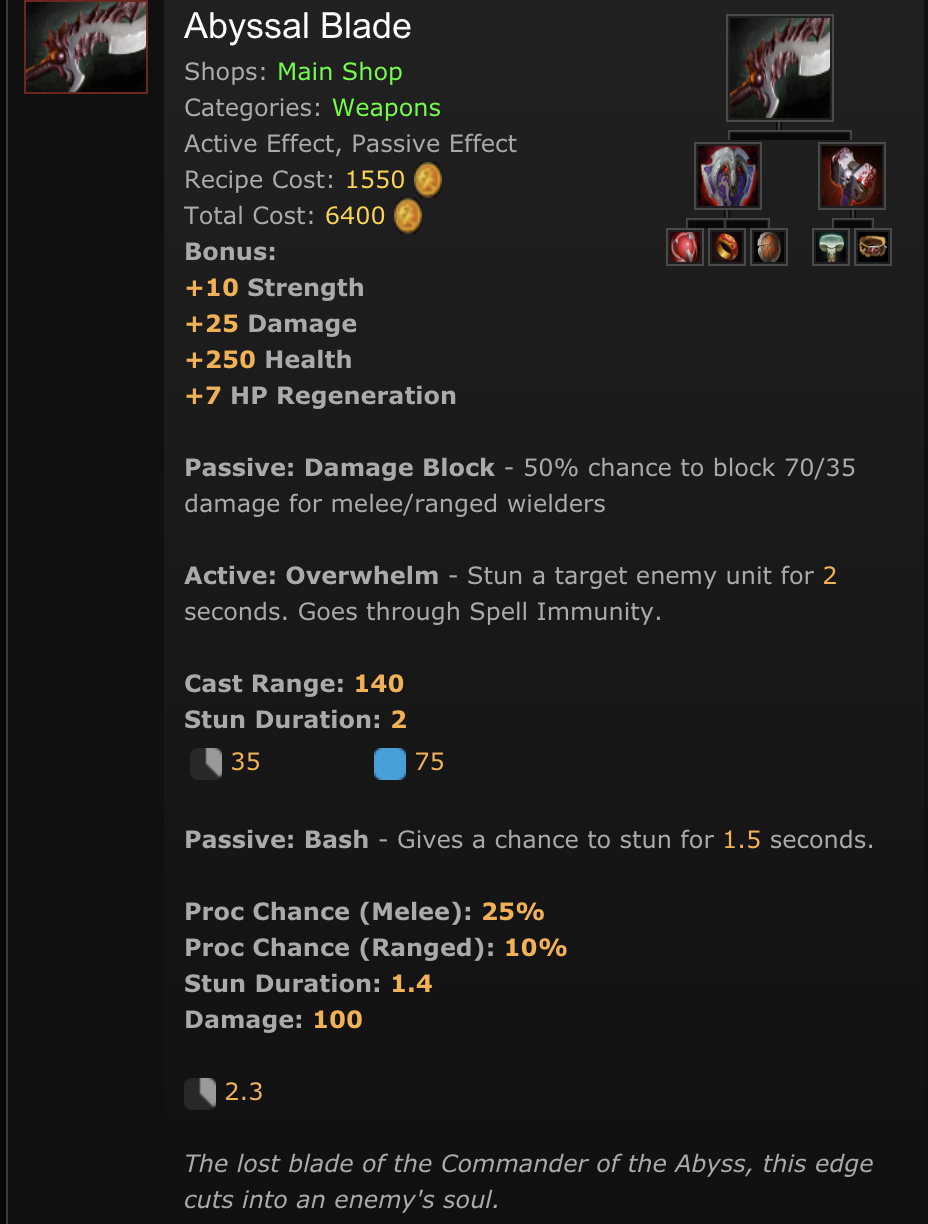 Abyssal Blade
Shops: Main Shop
Categories: Weapons
Active Effect, Passive Effect
Recipe Cost: 1550
Total Cost: 6400
Bonus:
+10 Strength
+25 Damage
+250 Health
+7 HP Regeneration
Passive: Damage Block - 50% chance to block 70/35
damage for melee/ranged wielders
Active: Overwhelm - Stun a target enemy unit for 2
seconds. Goes through Spell Immunity.
Cast Range: 140
Stun Duration: 2
35 75
Passive: Bash - Gives a chance to stun for 1.5 seconds.
Proc Chance (Melee): 25%
Proc Chance (Ranged): 10%
Stun Duration: 1.4
Damage: 100
2.3
The lost blade of the Commander of the Abyss, this edge
cuts into an enemy's soul.